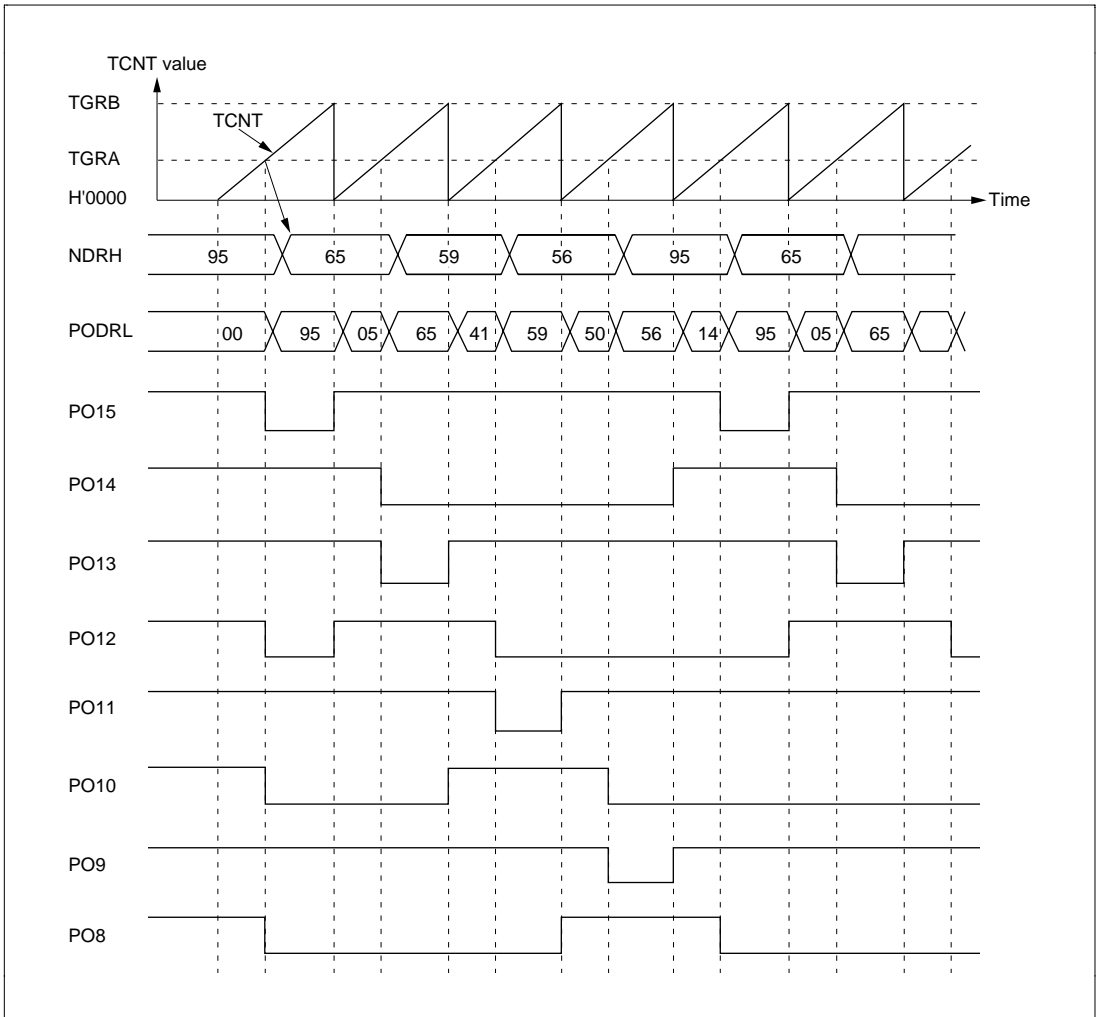 TCNT value
TGRB
TCNT
TGRA
H'0000
Time
NDRH 95 65 59 56 95 65
PODRL 00 95 05 65 41 59 50 56 14 95 05 65
PO15
PO14
PO13
PO12
PO11
PO10
PO9
PO8